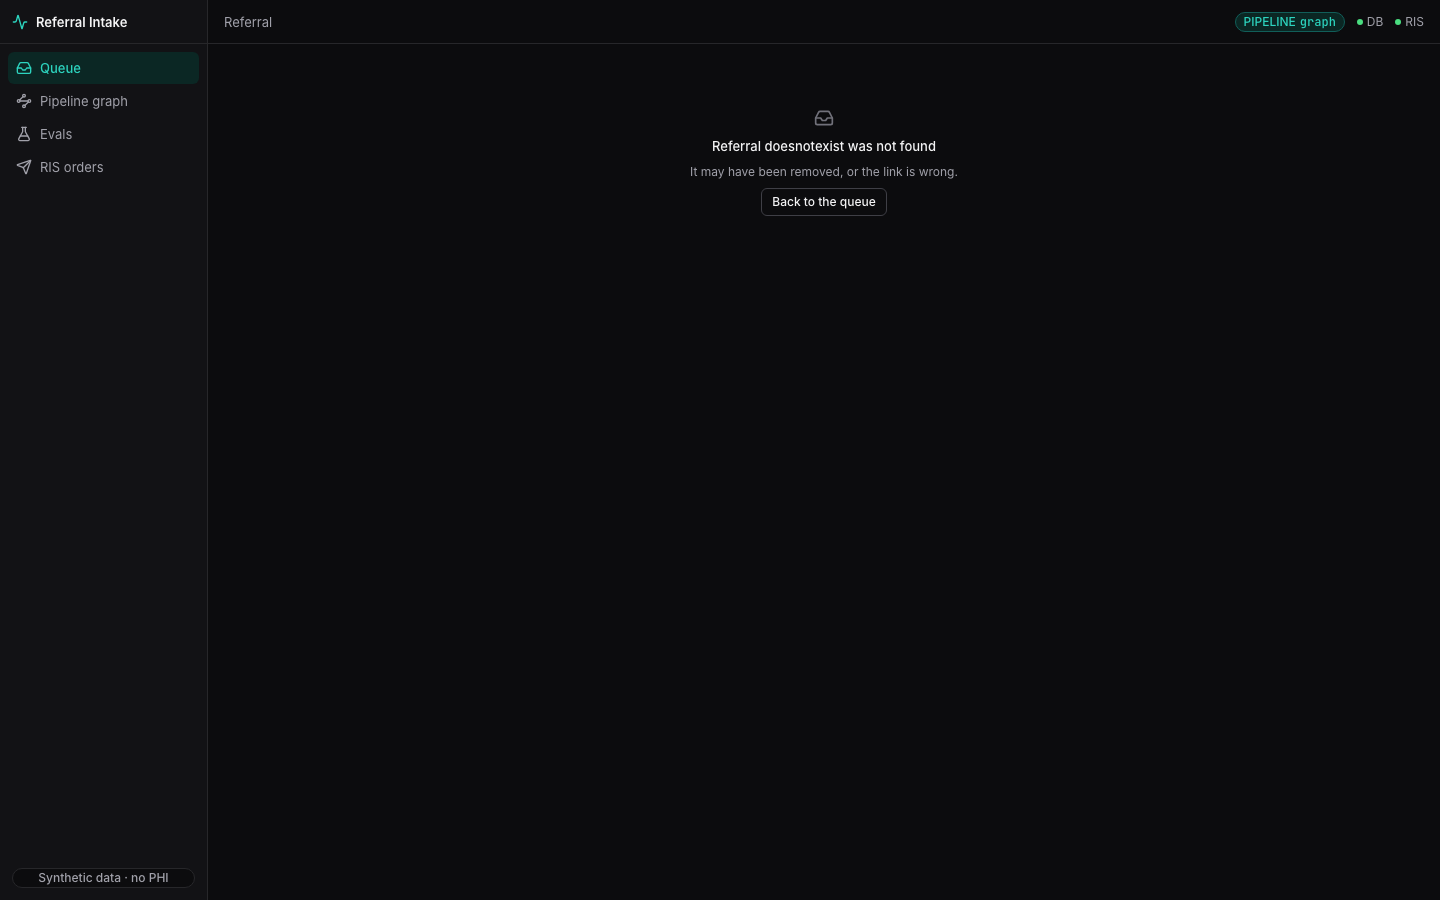 Referral Intake
Queue
Pipeline graph
Evals
RIS orders
Synthetic data · no PHI
Referral
PIPELINE graph
DB
RIS
Referral doesnotexist was not found
It may have been removed, or the link is wrong.
Back to the queue